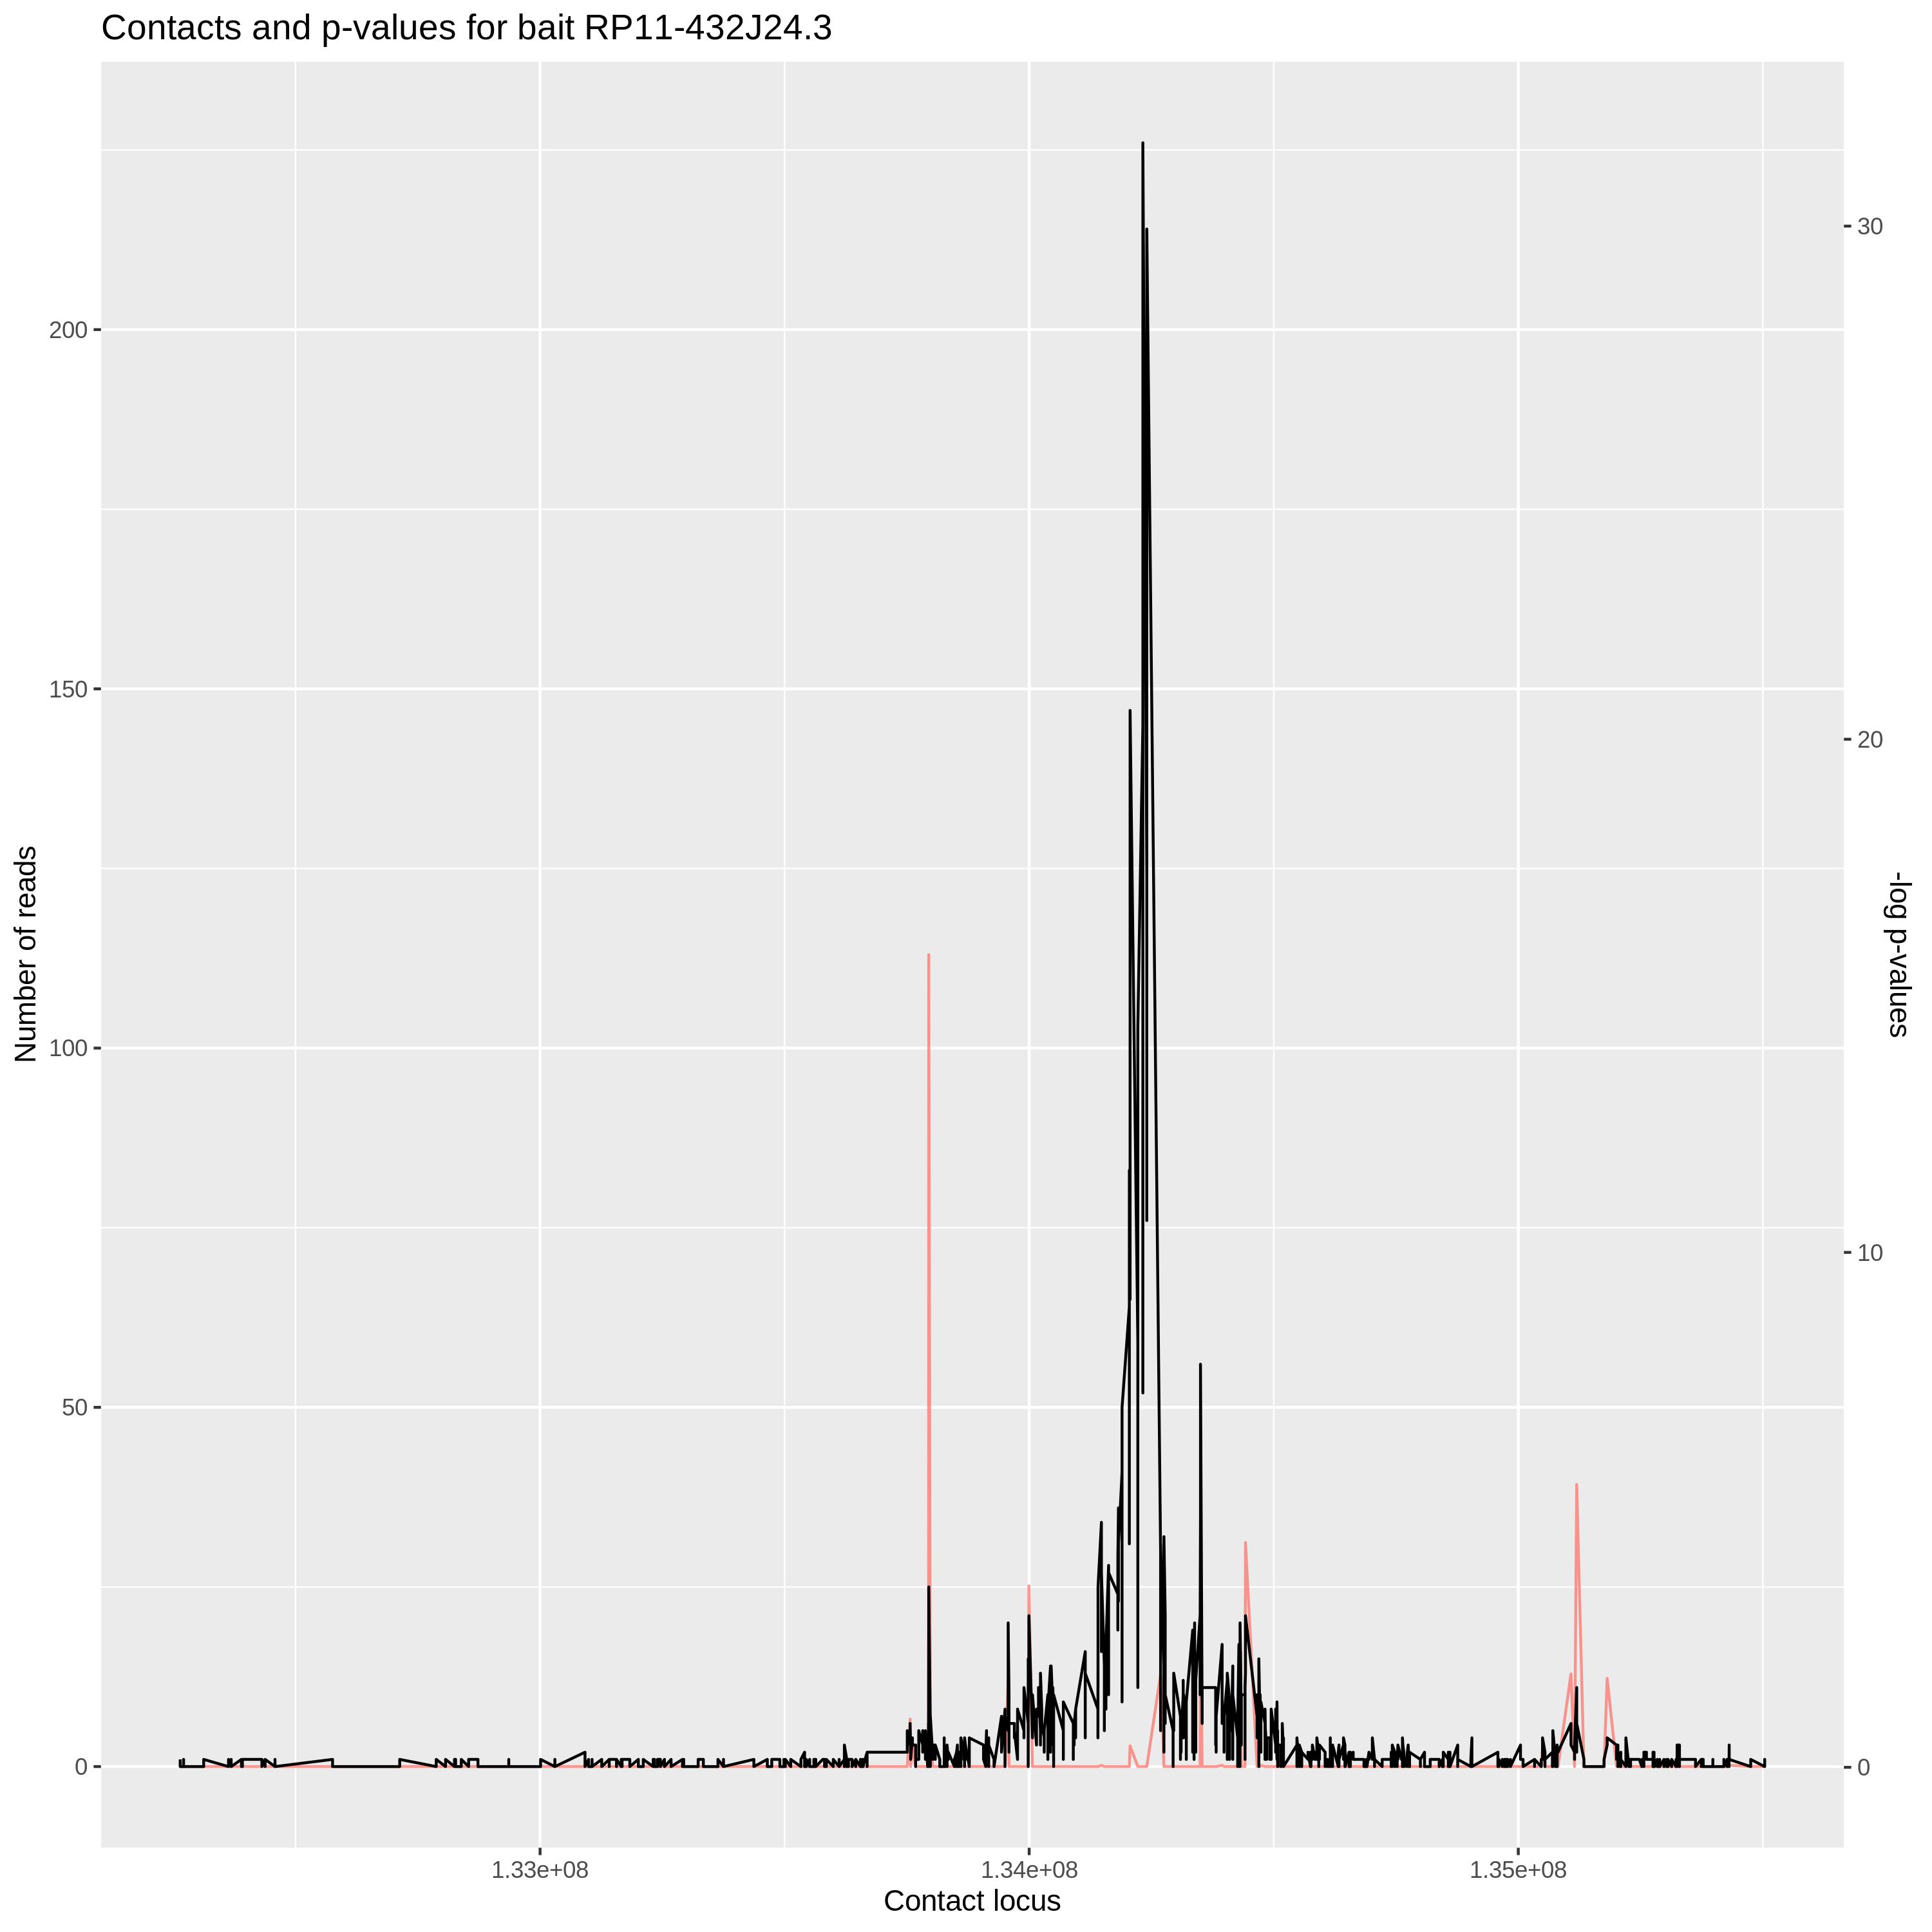 Contacts and p-values for bait RP11-432J24.3
Number of reads
200
150
100
50
0
30
20
10
0
-log p-values
1.33e+08
1.34e+08
1.35e+08
Contact locus